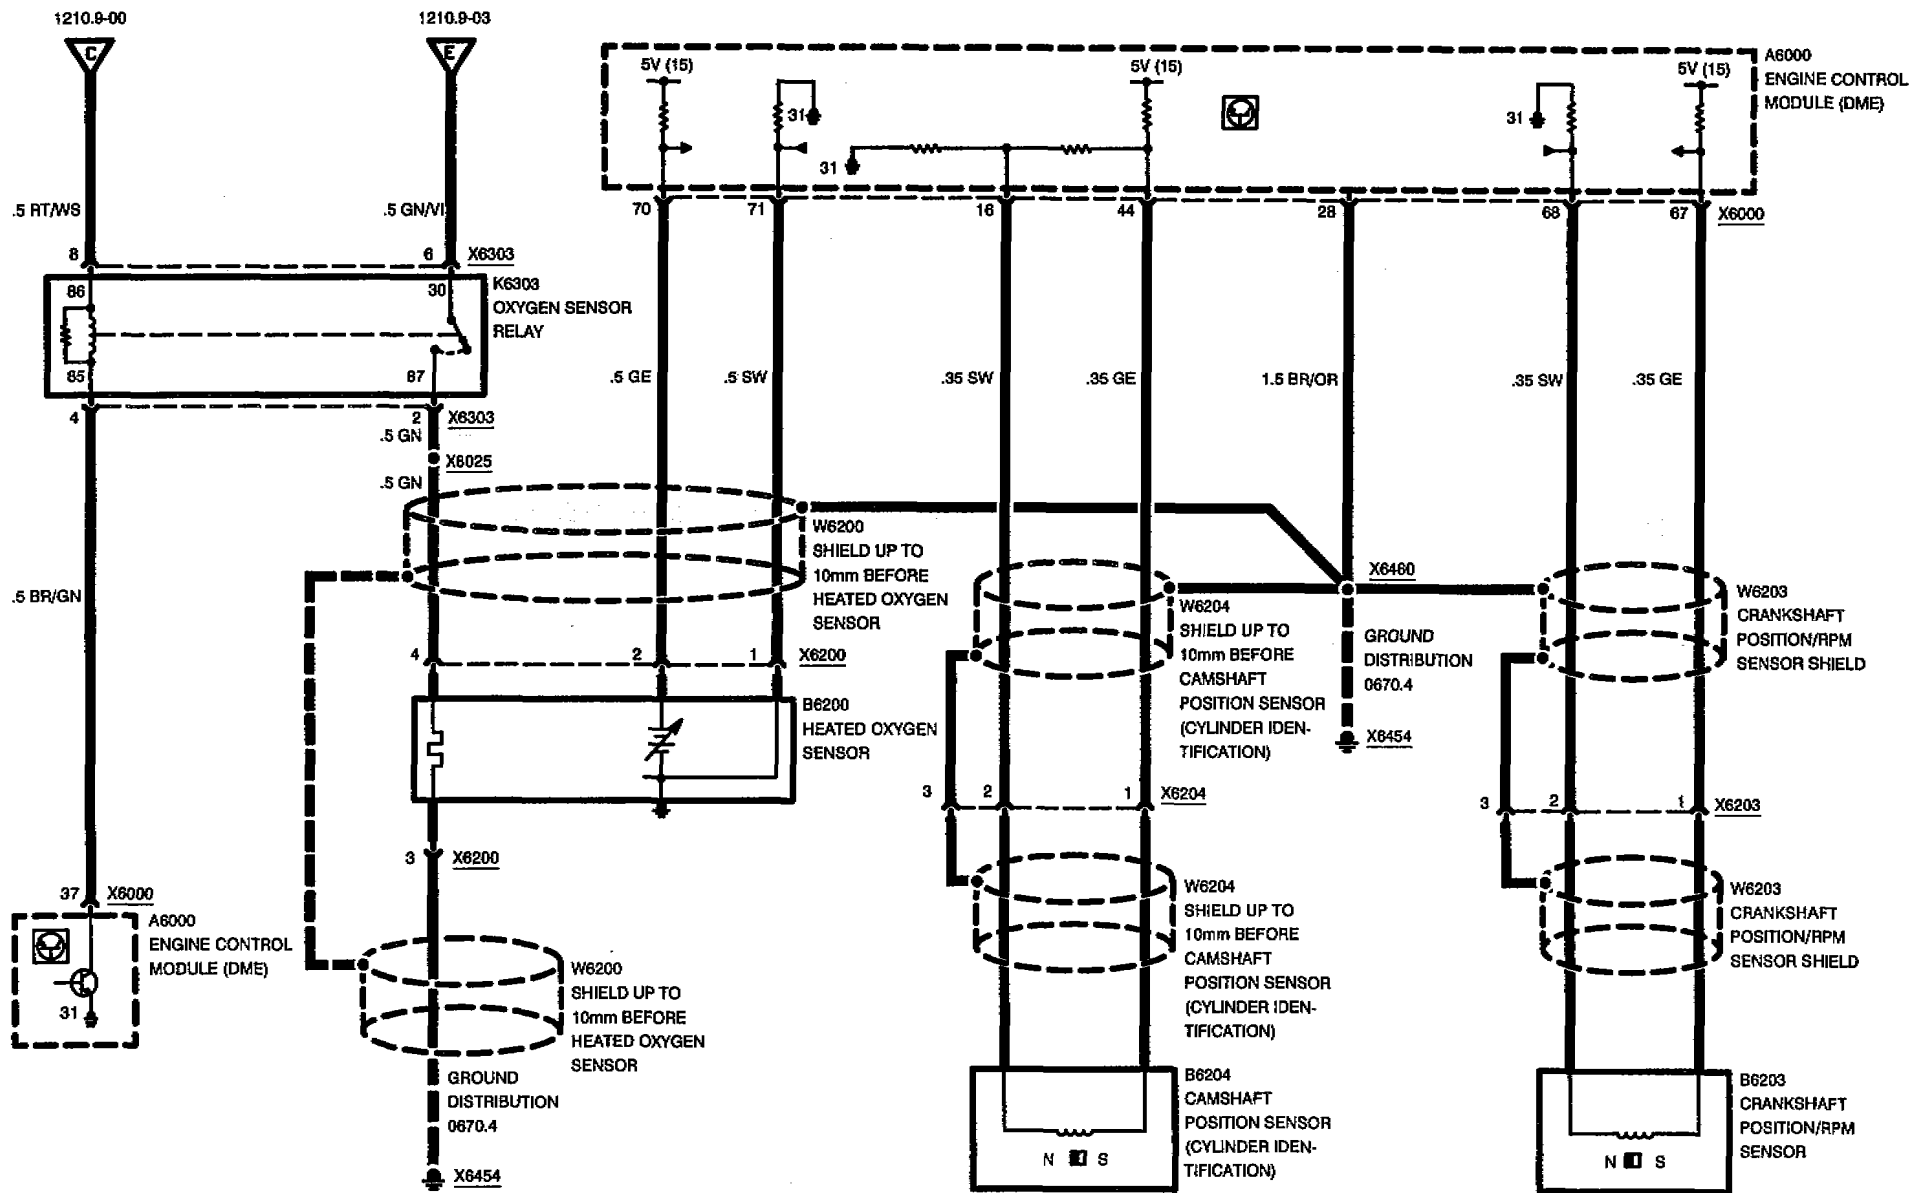 1210.9-00
1210.9-03
C
E
5V (15)
5V (15)
5V (15)
A6000
ENGINE CONTROL
MODULE (DME)
31
31
31
.5 RT/WS
.5 GN/VI
70
71
16
44
28
68
67
X6000
8
6
X6303
86
30
K6303
OXYGEN SENSOR
RELAY
85
87
.5 GE
.5 SW
.35 SW
.35 GE
1.5 BR/OR
.35 SW
.35 GE
4
2
X6303
.5 GN
X6025
.5 GN
W6200
SHIELD UP TO
10mm BEFORE
HEATED OXYGEN
SENSOR
X6460
.5 BR/GN
W6204
SHIELD UP TO
10mm BEFORE
CAMSHAFT
POSITION SENSOR
(CYLINDER IDEN-
TIFICATION)
GROUND
DISTRIBUTION
0670.4
X6454
W6203
CRANKSHAFT
POSITION/RPM
SENSOR SHIELD
4
2
1
X6200
B6200
HEATED OXYGEN
SENSOR
3
2
1
X6204
3
2
1
X6203
3
X6200
37
X6000
A6000
ENGINE CONTROL
MODULE (DME)
31
W6204
SHIELD UP TO
10mm BEFORE
CAMSHAFT
POSITION SENSOR
(CYLINDER IDEN-
TIFICATION)
W6203
CRANKSHAFT
POSITION/RPM
SENSOR SHIELD
W6200
SHIELD UP TO
10mm BEFORE
HEATED OXYGEN
SENSOR
GROUND
DISTRIBUTION
0670.4
X6454
B6204
CAMSHAFT
POSITION SENSOR
(CYLINDER IDEN-
TIFICATION)
N S
B6203
CRANKSHAFT
POSITION/RPM
SENSOR
N S